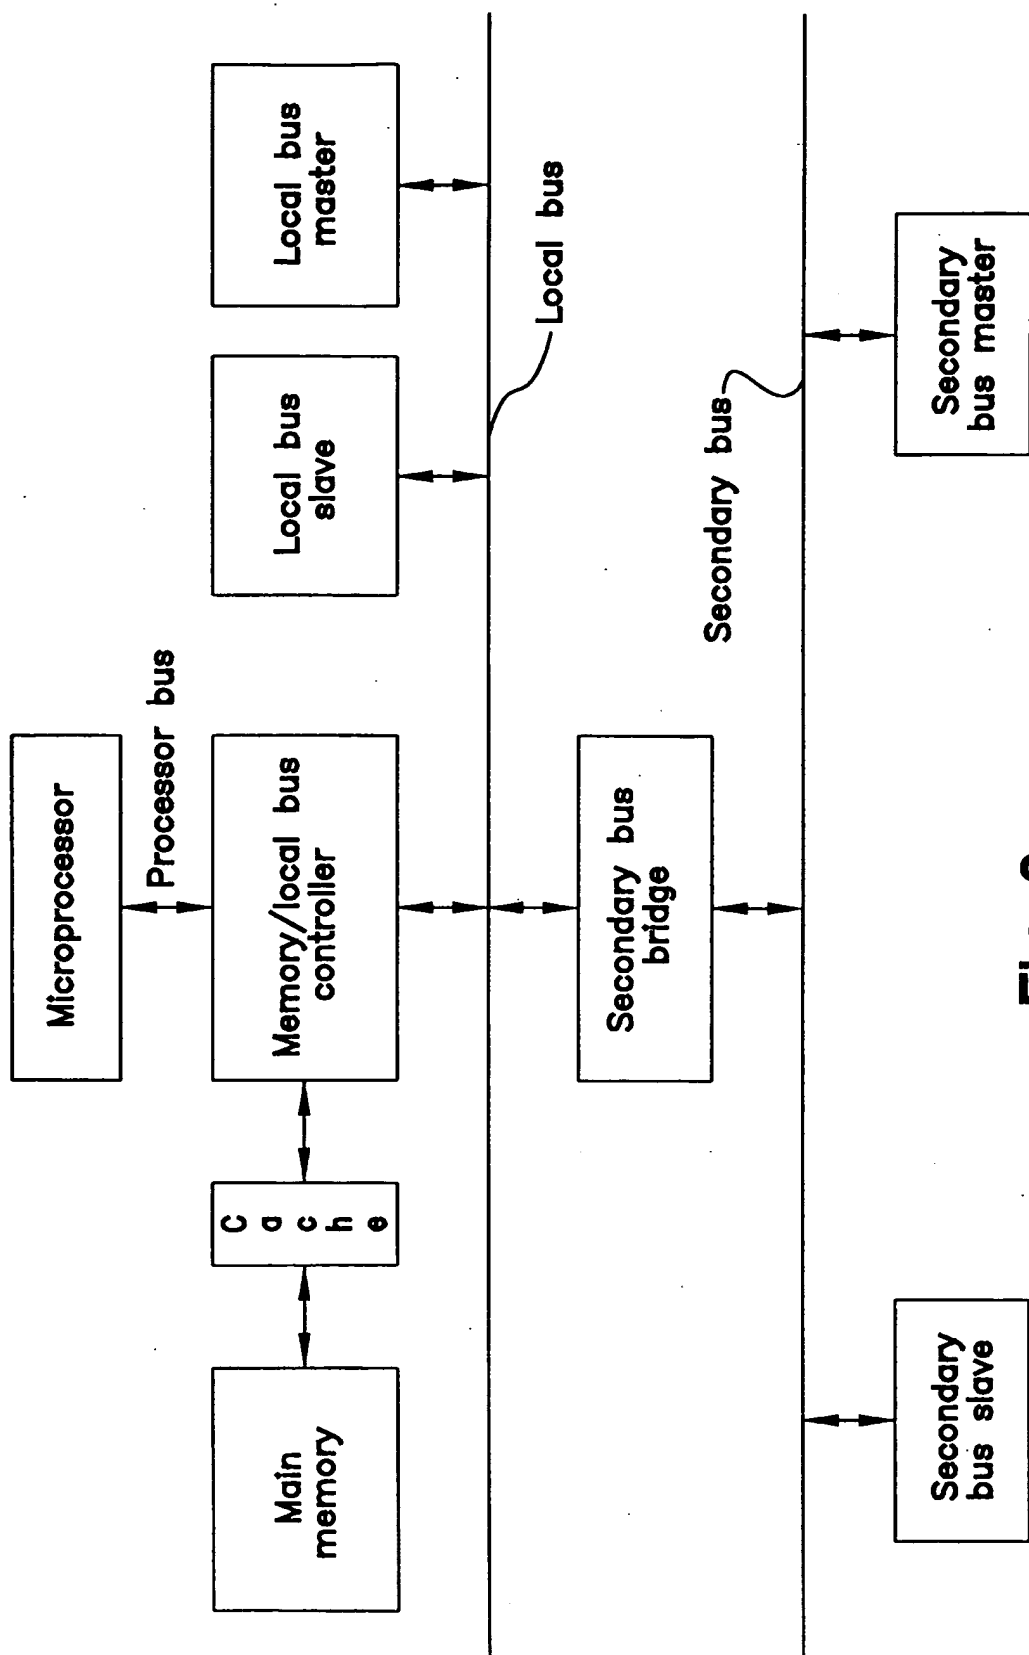 Microprocessor
Processor bus
Main
memory
C
a
c
h
e
Memory/local bus
controller
Local bus
slave
Local bus
master
Local bus
Secondary bus
bridge
Secondary bus
Secondary
bus slave
Secondary
bus master